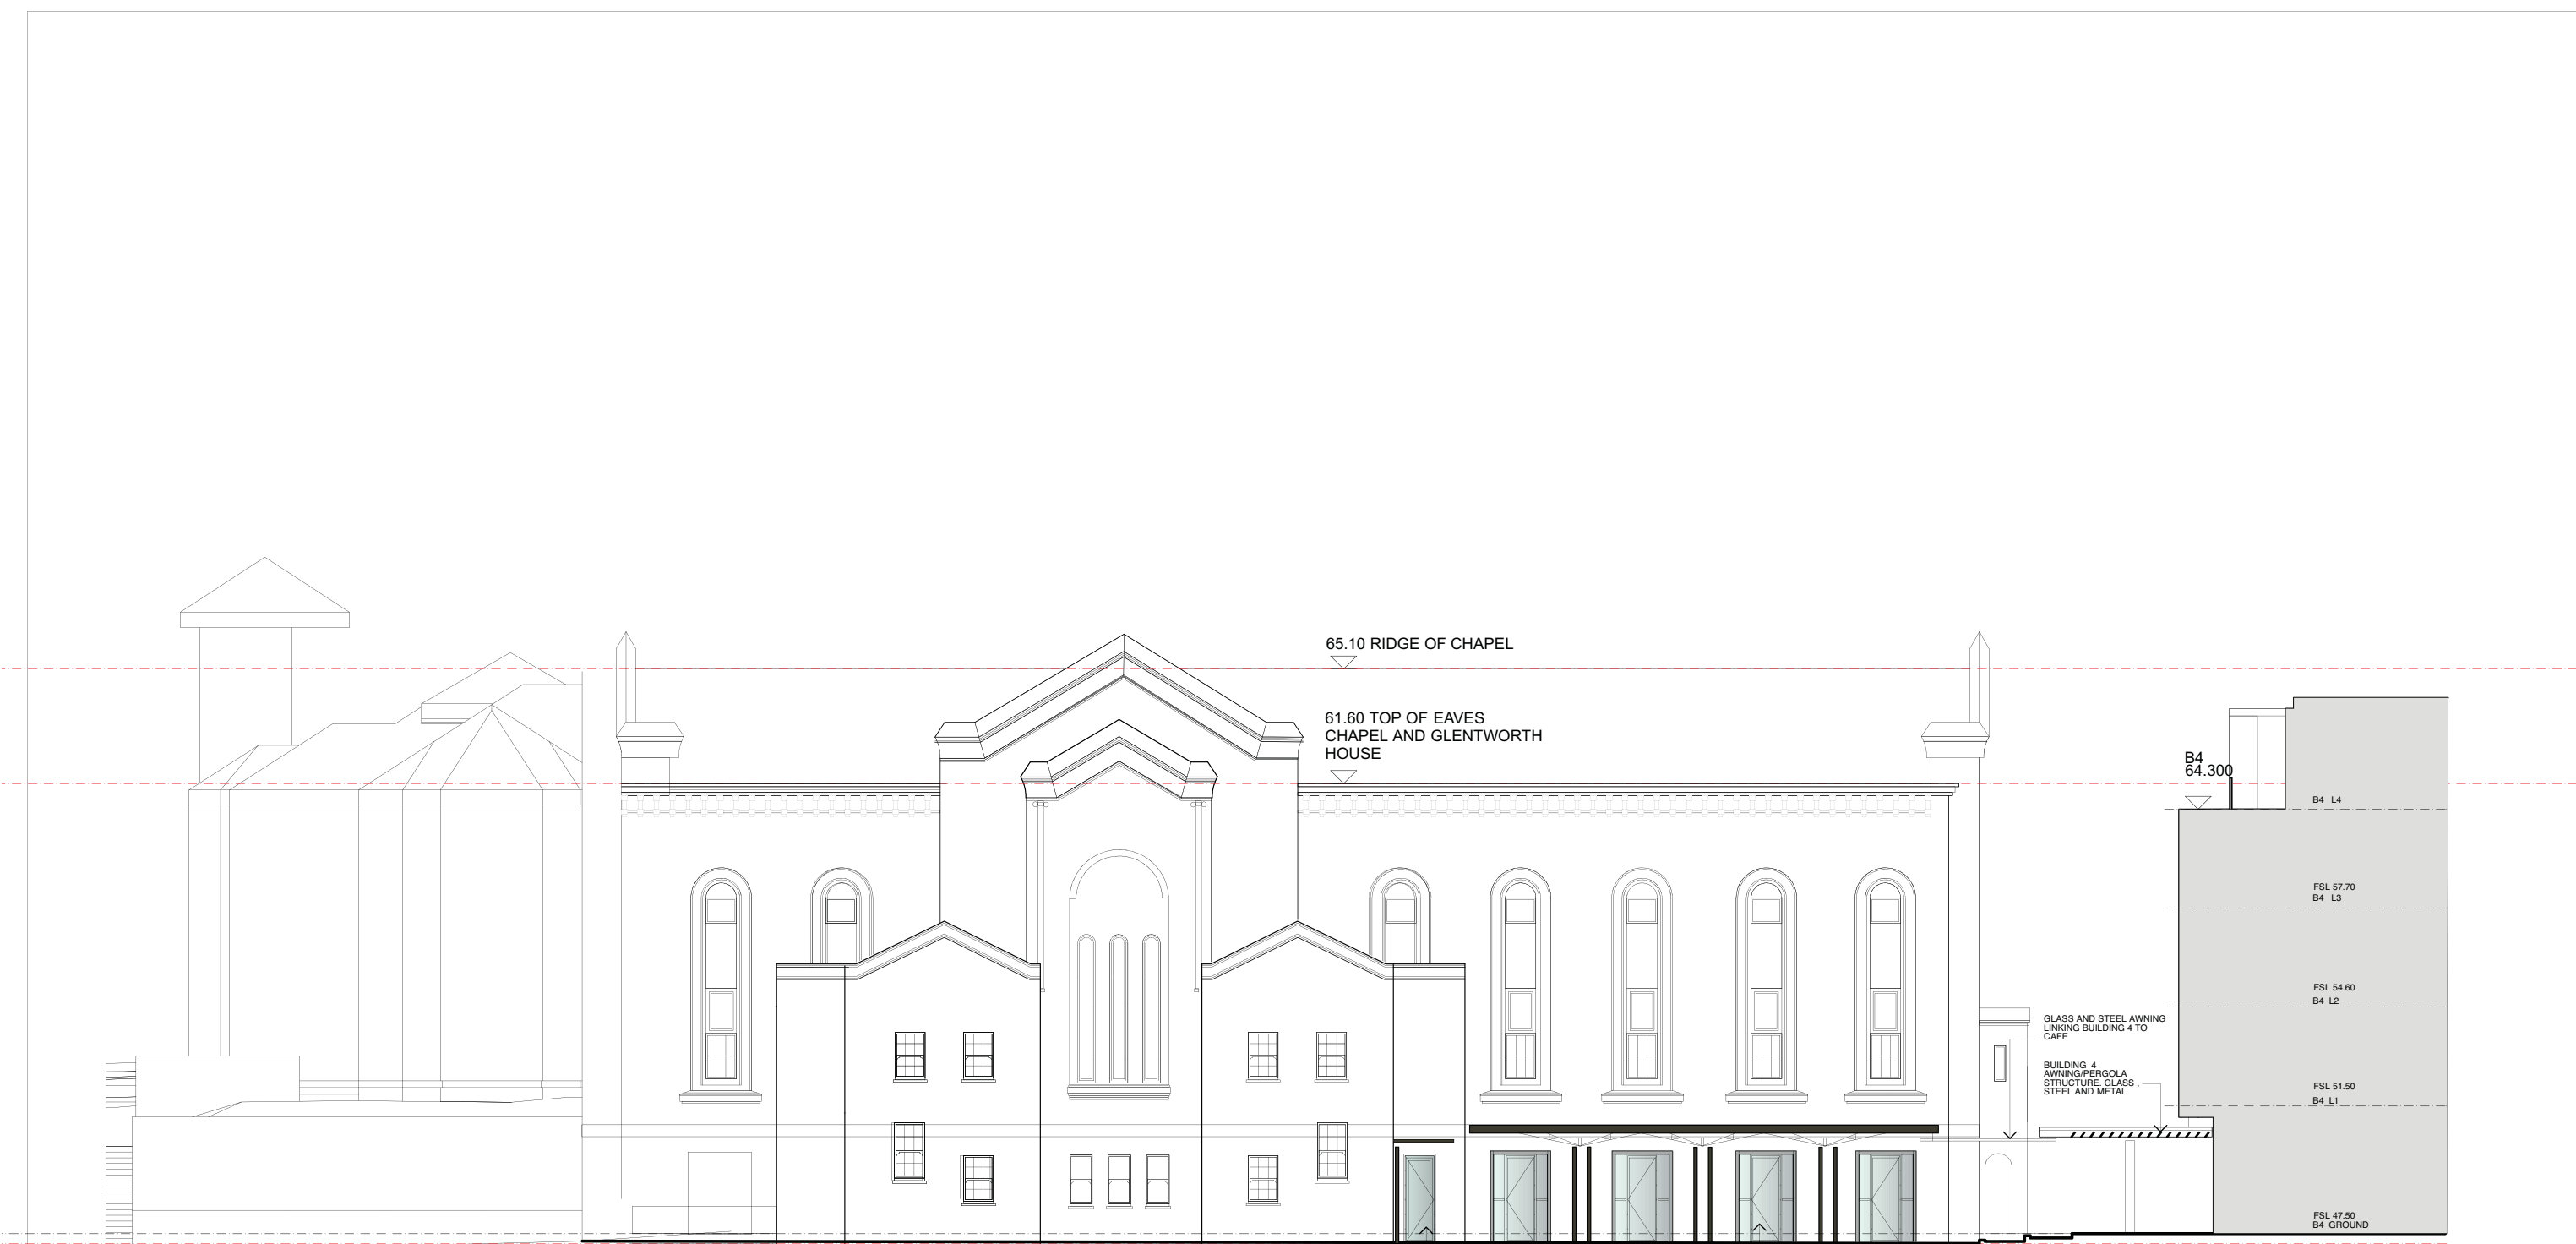 65.10 RIDGE OF CHAPEL
61.60 TOP OF EAVES
CHAPEL AND GLENTWORTH
HOUSE
B4
64.300
B4 L4
FSL 57.70
B4 L3
FSL 54.60
B4 L2
GLASS AND STEEL AWNING
LINKING BUILDING 4 TO
CAFE
BUILDING 4
AWNING/PERGOLA
STRUCTURE. GLASS ,
STEEL AND METAL
FSL 51.50
B4 L1
FSL 47.50
B4 GROUND